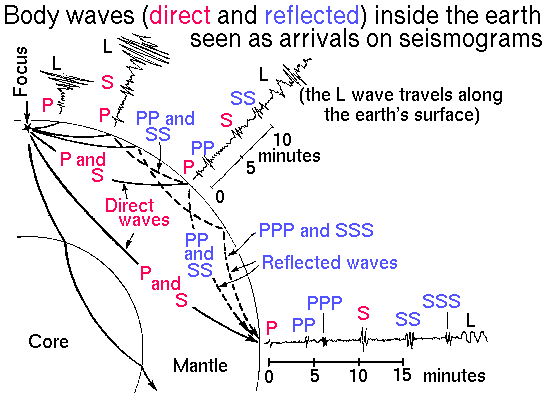 Body waves (direct and reflected) inside the earth
seen as arrivals on seismograms
Focus
L
P
L
S
P
L
SS
S
PP
P
(the L wave travels along
the earth's surface)
0
5
10
minutes
PP and
SS
P and
S
Direct
waves
PP
and
SS
PPP and SSS
Reflected waves
P
and
S
Core
Mantle
P
PP
PPP
S
SS
SSS
L
0 5 10 15 minutes